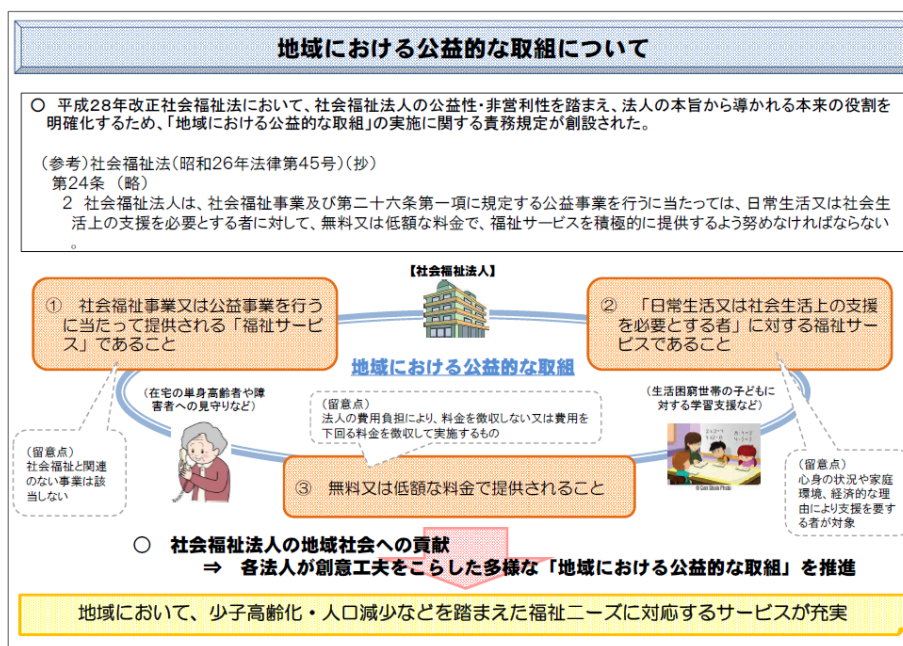 地域における公益的な取組について
○ 平成28年改正社会福祉法において、社会福祉法人の公益性・非営利性を踏まえ、法人の本旨から導かれる本来の役割を
明確化するため、「地域における公益的な取組」の実施に関する責務規定が創設された。
(参考)社会福祉法(昭和26年法律第45号)(抄)
第24条 (略)
2 社会福祉法人は、社会福祉事業及び第二十六条第一項に規定する公益事業を行うに当たっては、日常生活又は社会生
活上の支援を必要とする者に対して、無料又は低額な料金で、福祉サービスを積極的に提供するよう努めなければならない
。
【社会福祉法人】
① 社会福祉事業又は公益事業を行う
に当たって提供される「福祉サービ
ス」であること
② 「日常生活又は社会生活上の支援
を必要とする者」に対する福祉サー
ビスであること
地域における公益的な取組
(在宅の単身高齢者や障
害者への見守りなど)
(留意点)
法人の費用負担により、料金を徴収しない又は費用を
下回る料金を徴収して実施するもの
(生活困窮世帯の子どもに
対する学習支援など)
(留意点)
社会福祉と関連
のない事業は該
当しない
(留意点)
心身の状況や家庭
環境、経済的な理
由により支援を要す
る者が対象
③ 無料又は低額な料金で提供されること
○ 社会福祉法人の地域社会への貢献
⇒ 各法人が創意工夫をこらした多様な「地域における公益的な取組」を推進
地域において、少子高齢化・人口減少などを踏まえた福祉ニーズに対応するサービスが充実